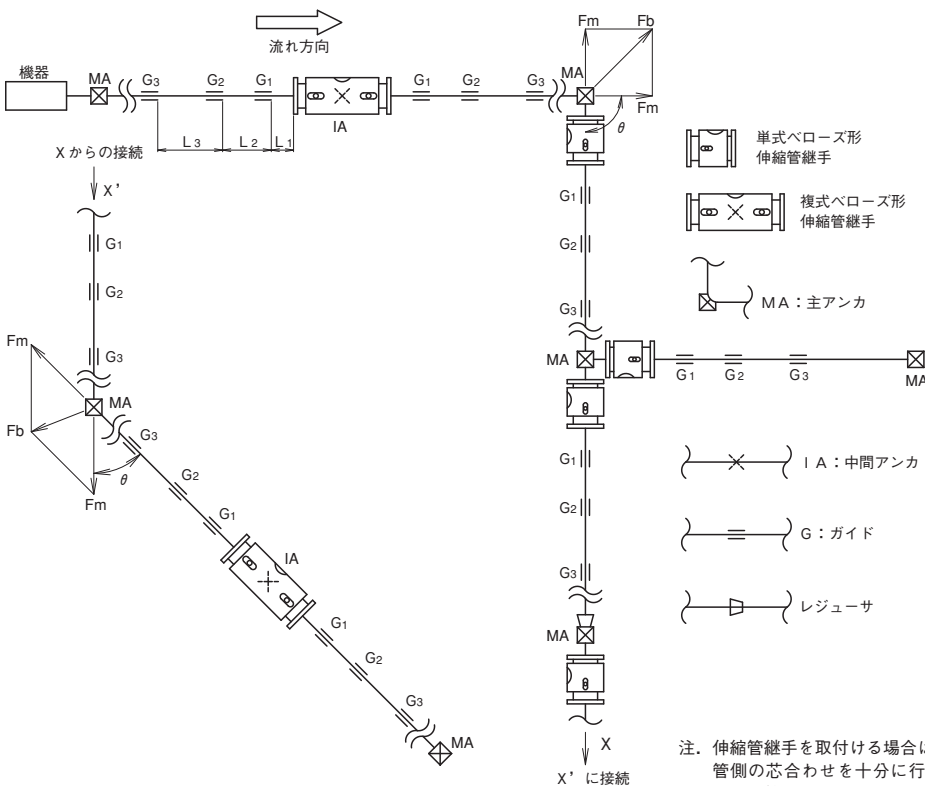 流れ方向
機器
MA
G3
G2
G1
IA
G1
G2
G3
MA
Fm
Fb
Fm
θ
L3
L2
L1
Xからの接続
X'
G1
G2
G3
Fm
MA
Fb
G3
θ
Fm
G2
G1
IA
G1
G2
G3
MA
G1
G2
G3
MA
G1
G2
G3
MA
G1
G2
G3
MA
X
X'に接続
単式ベローズ形
伸縮管継手
複式ベローズ形
伸縮管継手
MA：主アンカ
IA：中間アンカ
G：ガイド
レジューサ
注．伸縮管継手を取付ける場合は
管側の芯合わせを十分に行